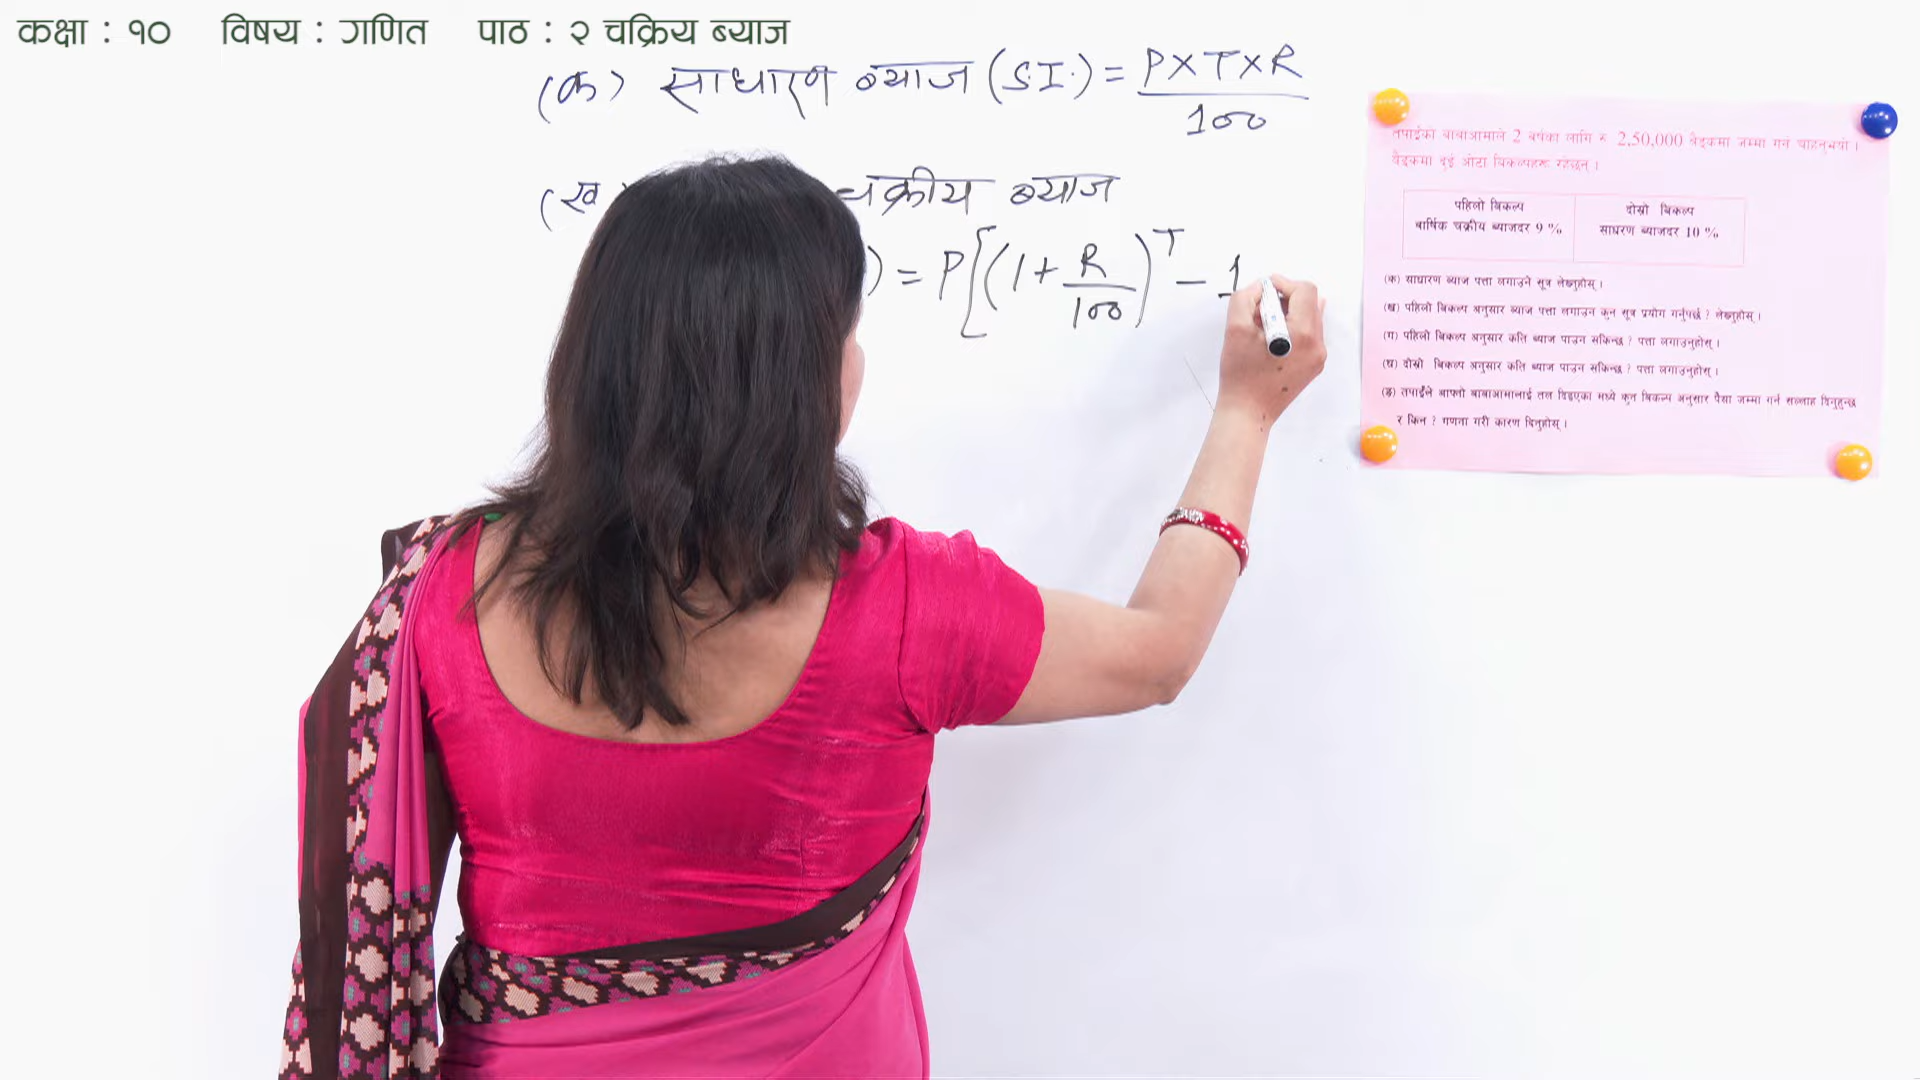 कक्षा : १० विषय : गणित पाठ : २ चक्रिय ब्याज
(क) साधारण ब्याज (S.I.) = P×T×R
100
(ख चक्रीय ब्याज
) = P[(1+ R/100)^T - 1
तपाईंको बाबाआमाले 2 वर्षका लागि रु 2,50,000 बैङ्कमा जम्मा गर्न चाहनुभयो ।
बैङ्कमा दुई ओटा विकल्पहरू रहेछन् ।
पहिलो विकल्प
वार्षिक चक्रीय ब्याजदर 9 %
दोस्रो विकल्प
साधरण ब्याजदर 10 %
(क) साधारण ब्याज पत्ता लगाउने सूत्र लेख्नुहोस् ।
(ख) पहिलो विकल्प अनुसार ब्याज पत्ता लगाउन कुन सूत्र प्रयोग गर्नुपर्छ ? लेख्नुहोस् ।
(ग) पहिलो विकल्प अनुसार कति ब्याज पाउन सकिन्छ ? पत्ता लगाउनुहोस् ।
(घ) दोस्रो विकल्प अनुसार कति ब्याज पाउन सकिन्छ ? पत्ता लगाउनुहोस् ।
(ङ) तपाईंले आफ्नो बाबाआमालाई तल दिइएका मध्ये कुन विकल्प अनुसार पैसा जम्मा गर्न सल्लाह दिनुहुन्छ
र किन ? गणना गरी कारण दिनुहोस् ।